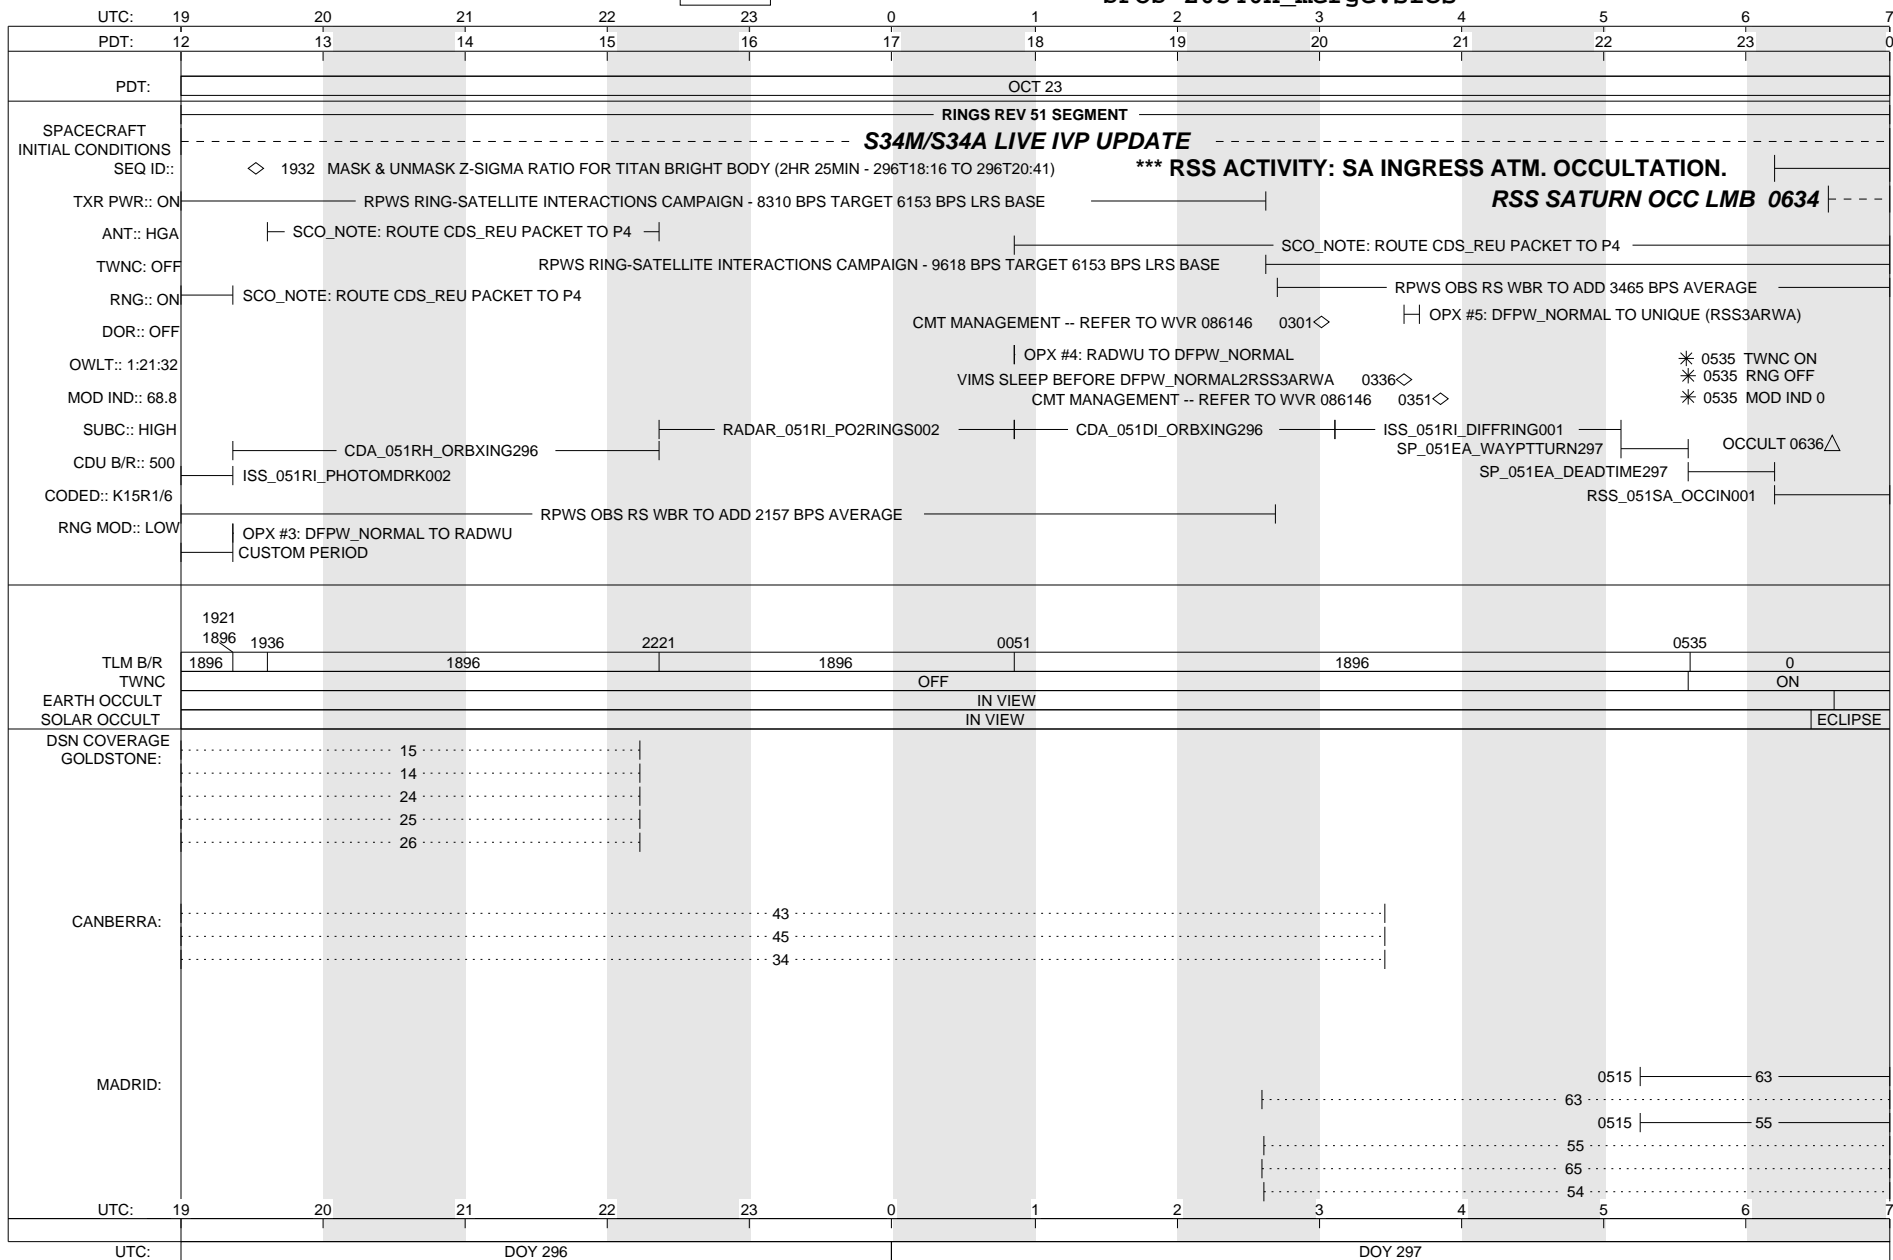 UTC: 19 20 21 22 23 0 1 2 3 4 5 6 7
PDT: 12 13 14 15 16 17 18 19 20 21 22 23 0
PDT: OCT 23
RINGS REV 51 SEGMENT
SPACECRAFT
INITIAL CONDITIONS
S34M/S34A LIVE IVP UPDATE
SEQ ID::
1932 MASK & UNMASK Z-SIGMA RATIO FOR TITAN BRIGHT BODY (2HR 25MIN - 296T18:16 TO 296T20:41)
*** RSS ACTIVITY: SA INGRESS ATM. OCCULTATION.
TXR PWR:: ON
RPWS RING-SATELLITE INTERACTIONS CAMPAIGN - 8310 BPS TARGET 6153 BPS LRS BASE
RSS SATURN OCC LMB 0634
ANT:: HGA
SCO_NOTE: ROUTE CDS_REU PACKET TO P4
SCO_NOTE: ROUTE CDS_REU PACKET TO P4
TWNC: OFF
RPWS RING-SATELLITE INTERACTIONS CAMPAIGN - 9618 BPS TARGET 6153 BPS LRS BASE
RPWS OBS RS WBR TO ADD 3465 BPS AVERAGE
RNG:: ON
SCO_NOTE: ROUTE CDS_REU PACKET TO P4
OPX #5: DFPW_NORMAL TO UNIQUE (RSS3ARWA)
CMT MANAGEMENT -- REFER TO WVR 086146 0301
DOR:: OFF
OPX #4: RADWU TO DFPW_NORMAL
0535 TWNC ON
OWLT:: 1:21:32
0535 RNG OFF
VIMS SLEEP BEFORE DFPW_NORMAL2RSS3ARWA 0336
MOD IND:: 68.8
CMT MANAGEMENT -- REFER TO WVR 086146 0351
0535 MOD IND 0
SUBC:: HIGH
RADAR_051RI_PO2RINGS002
CDA_051DI_ORBXING296
ISS_051RI_DIFFRING001
OCCULT 0636
CDA_051RH_ORBXING296
SP_051EA_WAYPTTURN297
CDU B/R:: 500
ISS_051RI_PHOTOMDRK002
SP_051EA_DEADTIME297
CODED:: K15R1/6
RSS_051SA_OCCIN001
RPWS OBS RS WBR TO ADD 2157 BPS AVERAGE
RNG MOD:: LOW
OPX #3: DFPW_NORMAL TO RADWU
CUSTOM PERIOD
1921
1896 1936 2221 0051 0535
TLM B/R 1896 1896 1896 1896 0
TWNC OFF ON
EARTH OCCULT IN VIEW
SOLAR OCCULT IN VIEW ECLIPSE
DSN COVERAGE
GOLDSTONE:
15
14
24
25
26
CANBERRA:
43
45
34
MADRID:
0515 63
63
0515 55
55
65
54
UTC: 19 20 21 22 23 0 1 2 3 4 5 6 7
UTC: DOY 296 DOY 297